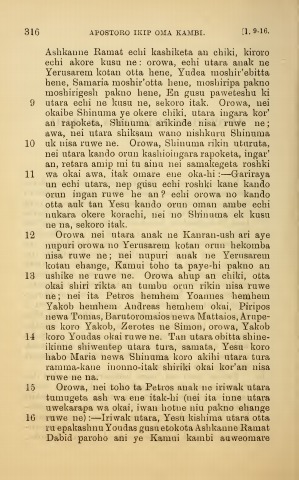 316 APOSTORO IKIP OMA KAMBI. [1. 9-16.
Ashkanne Ramat echi kashiketa an chiki, kiroro
echi akore kusu ne: orowa, echi utara anak ne
Yerusarem kotan otta hene, Yudea moshir'ebitta
hene, Samaria moshir'otta hene, moshiripa pakno
moshirigesh pakno hene, En gusu paweteshu ki
9 utara echi ne kusu ne, sekoro itak. Orowa, nei
okaibe Shinuma ye okere chiki, utara ingara kor'
an rapoketa, Shinuma arikinde nisa ruwe ne;
awa, nei utara shiksam wano nishkuru Shinuma
10 uk nisa ruwe ne. Orowa, Shinuma rikin uturuta,
nei utara kando orun kashioingara rapoketa, ingar'
an, retara amip mi tu ainu nei samakegeta roshki
11 wa okai awa, itak omare ene oka-hi:—Gariraya
un echi utara, nep gusu echi roshki kane kando
orun ingan ruwe he an? echi orowa no kando
otta auk tan Yesu kando orun oman ambe echi
nukara okere korachi, nei no Shinuma ek kusu
ne na, sekoro itak.
12 Orowa nei utara anak ne Kanran-ush ari aye
nupuri orowa no Yerusarem kotan orun hekomba
nisa ruwe ne; nei nupuri anak ne Yerusarem
kotan ehange, Kamui toho ta paye-hi pakno an
13 ushike ne ruwe ne. Orowa ahup an chiki, otta
okai shiri rikta an tumbu orun rikin nisa ruwe
ne; nei ita Petros hemhem Yoannes hemhem
Yakob hemhem Andreas hemhem okai, Piripos
newa Tomas, Barutoromaios newa Mattaios, Arupe-
us koro Yakob, Zerotes ne Simon, orowa, Yakob
14 koro Youdas okai ruwe ne. Tan utara obitta shine-
ikinne shiwentep utara tura, samata, Yesu koro
habo Maria newa Shinuma koro akihi utara tura
ramma-kane inonno-itak shiriki okai kor'an nisa
ruwe ne na.
15 Orowa, nei toho ta Petros anak ne iriwak utara
tumugeta ash wa ene itak-hi (nei ita inne utara
uwekarapa wa okai, iwan hotne niu pakno ehange
16 ruwe ne):—Iriwak utara, Yesu kishima utara otta
ru epakashnu Youdas gusu etokota Ashkanne Ramat
Dabid paroho ani ye Kamui kambi auweomare